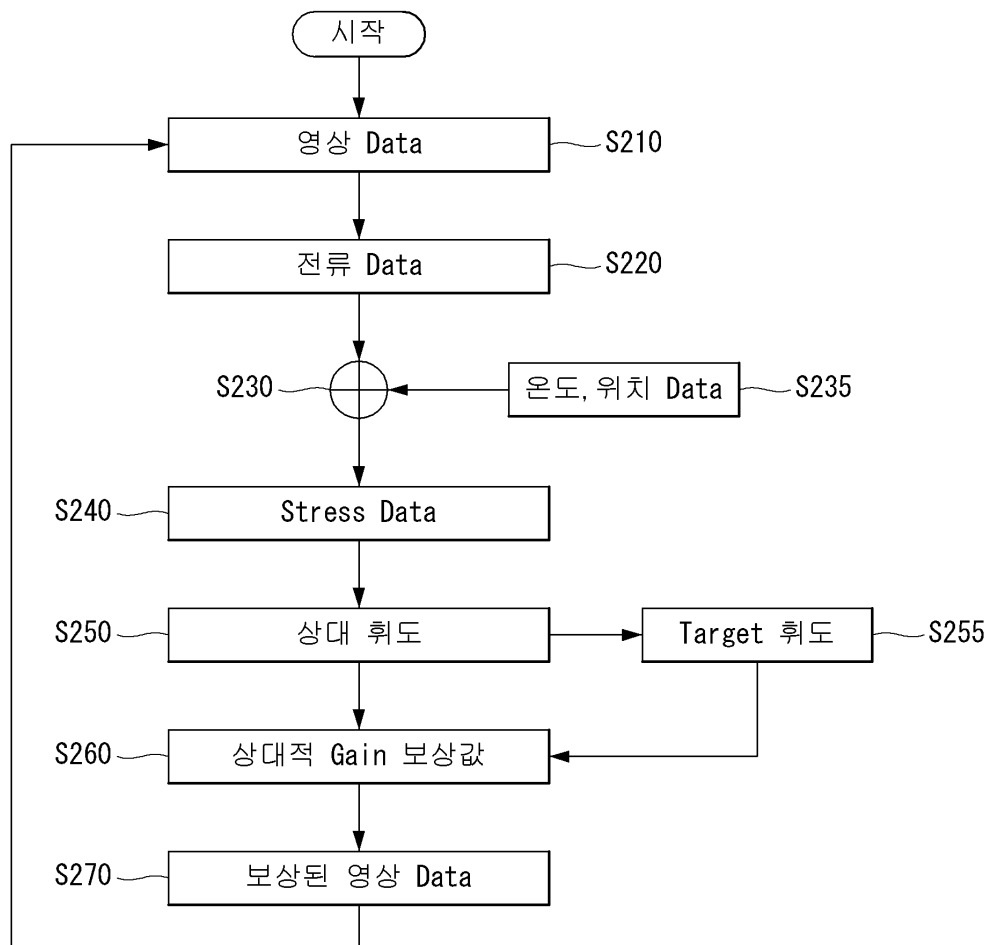 시작
영상 Data
S210
전류 Data
S220
S230
온도, 위치 Data
S235
S240
Stress Data
S250
상대 휘도
Target 휘도
S255
S260
상대적 Gain 보상값
S270
보상된 영상 Data